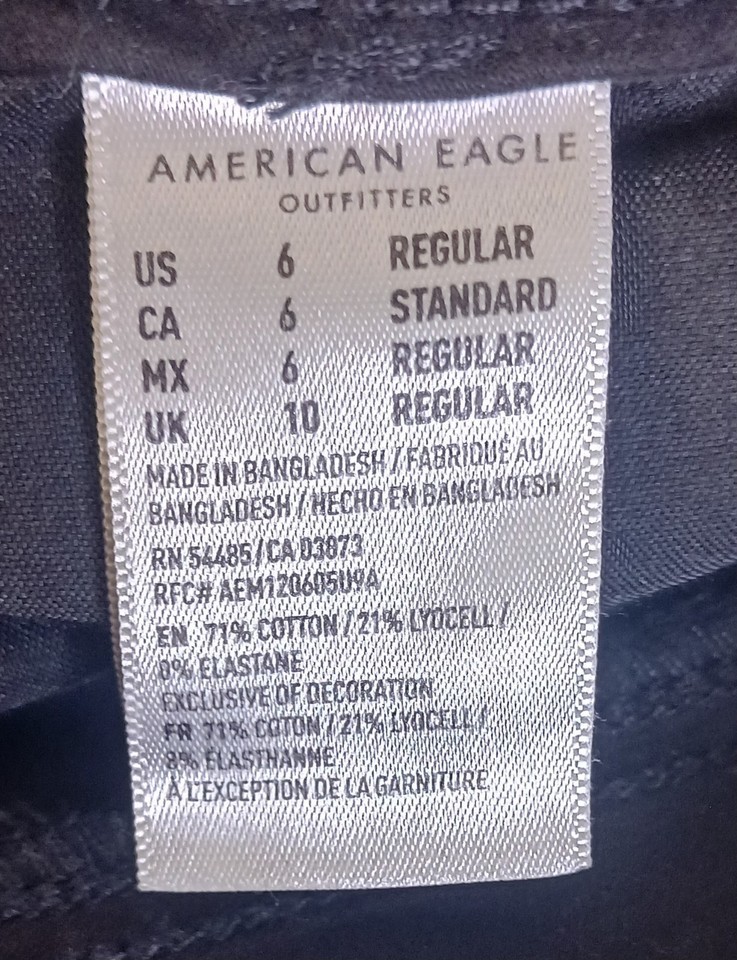 AMERICAN EAGLE
OUTFITTERS
US 6 REGULAR
CA 6 STANDARD
MX 6 REGULAR
UK 10 REGULAR
MADE IN BANGLADESH / FABRIQUÉ AU
BANGLADESH / HECHO EN BANGLADESH
RN 54485/CA 03873
RFC# AEM120605U9A
EN 71% COTTON / 21% LYOCELL /
8% ELASTANE
EXCLUSIVE OF DECORATION
FR 71% COTON / 21% LYOCELL /
8% ÉLASTHANNE
À L'EXCEPTION DE LA GARNITURE